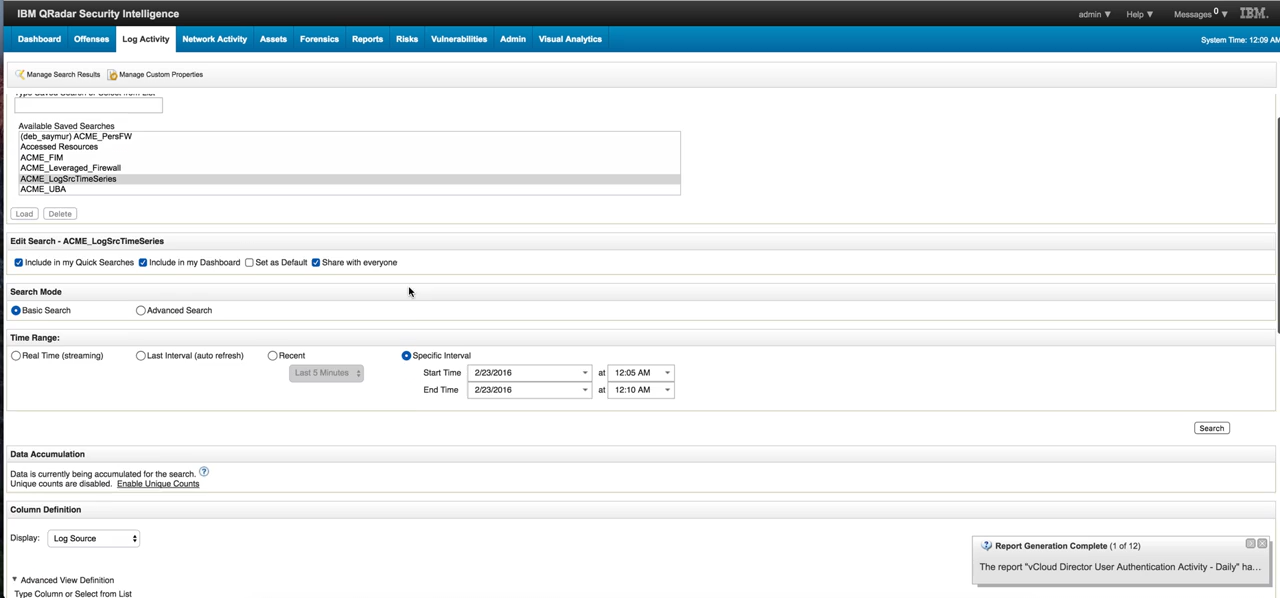 IBM QRadar Security Intelligence
admin ▼ Help ▼ Messages 0 ▼ IBM.
Dashboard Offenses Log Activity Network Activity Assets Forensics Reports Risks Vulnerabilities Admin Visual Analytics System Time: 12:09 AM
Manage Search Results Manage Custom Properties
Type Saved Search or Select from List
Available Saved Searches
(deb_saymur) ACME_PersFW
Accessed Resources
ACME_FIM
ACME_Leveraged_Firewall
ACME_LogSrcTimeSeries
ACME_UBA
Load Delete
Edit Search - ACME_LogSrcTimeSeries
Include in my Quick Searches Include in my Dashboard Set as Default Share with everyone
Search Mode
Basic Search Advanced Search
Time Range:
Real Time (streaming) Last Interval (auto refresh) Recent Specific Interval
Last 5 Minutes Start Time 2/23/2016 at 12:05 AM
End Time 2/23/2016 at 12:10 AM
Search
Data Accumulation
Data is currently being accumulated for the search. ?
Unique counts are disabled. Enable Unique Counts
Column Definition
Display: Log Source
Report Generation Complete (1 of 12)
The report "vCloud Director User Authentication Activity - Daily" ha...
▼ Advanced View Definition
Type Column or Select from List